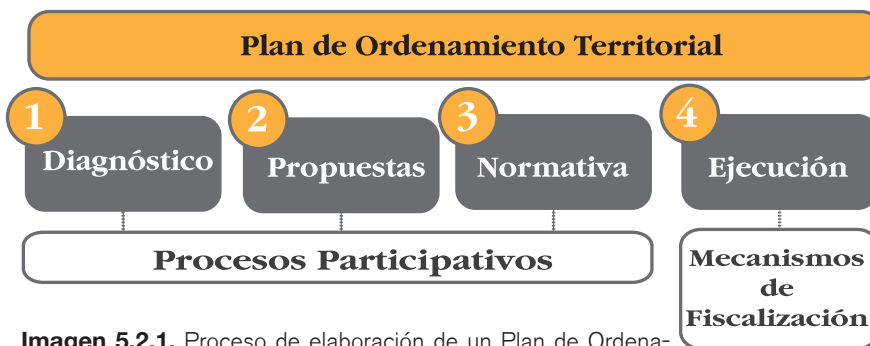 Plan de Ordenamiento Territorial
1
Diagnóstico
2
Propuestas
3
Normativa
4
Ejecución
Procesos Participativos
Mecanismos
de
Fiscalización
Imagen 5.2.1. Proceso de elaboración de un Plan de Ordena-